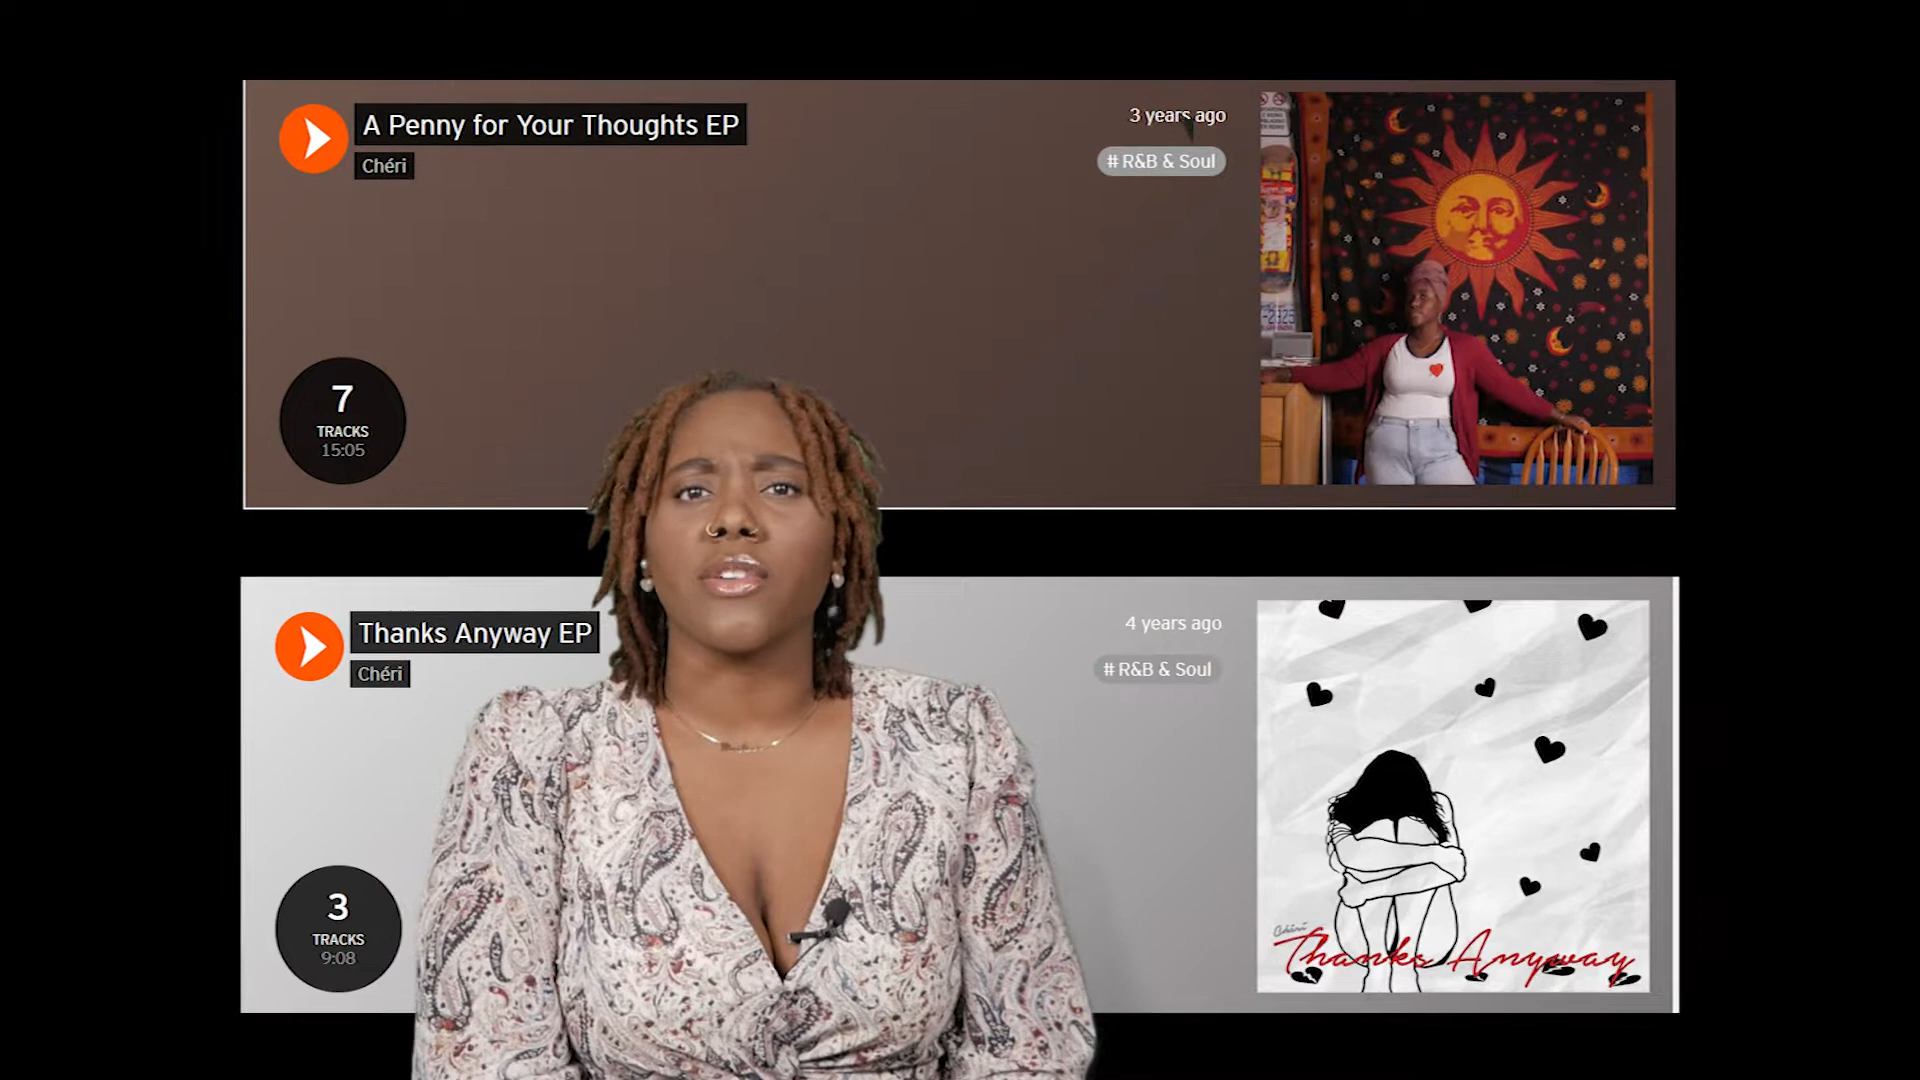 A Penny for Your Thoughts EP
Chéri
3 years ago
# R&B & Soul
7
TRACKS
15:05
Thanks Anyway EP
Chéri
4 years ago
# R&B & Soul
3
TRACKS
9:08
Chéri
Thanks Anyway